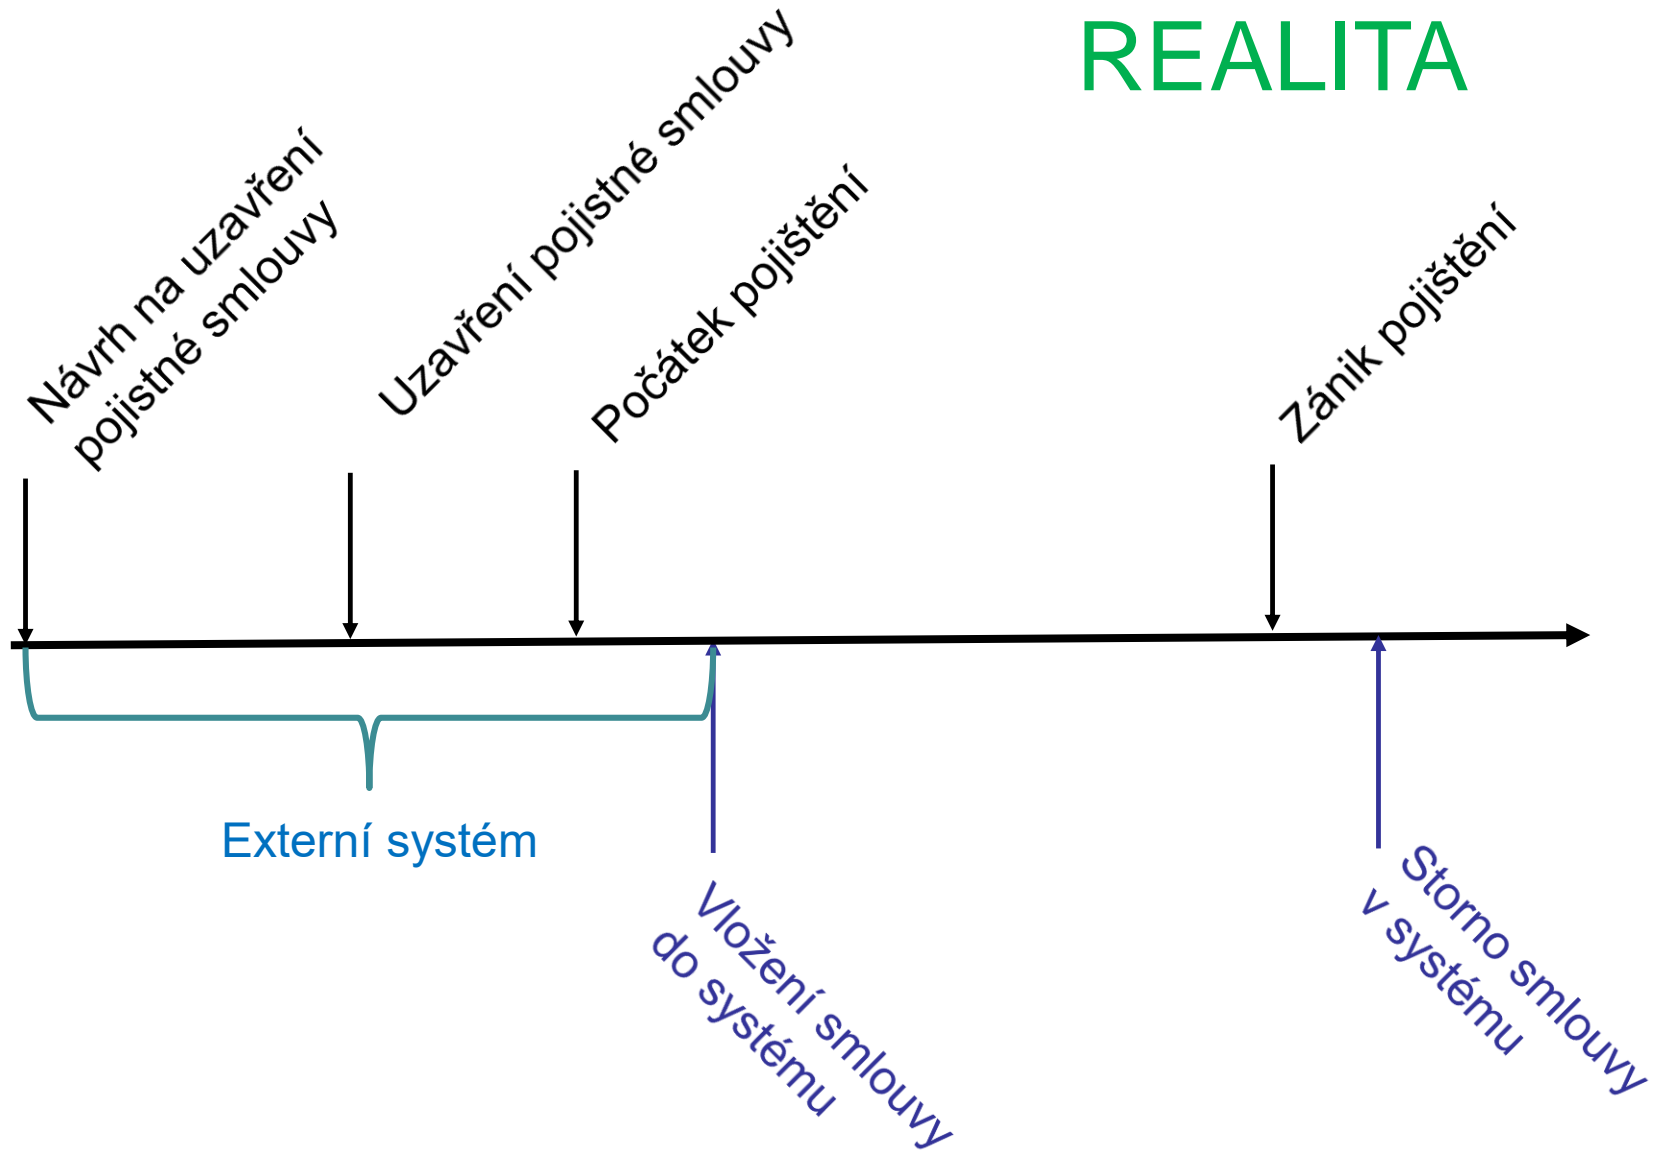 REALITA
Návrh na uzavření
pojistné smlouvy
Uzavření pojistné smlouvy
Počátek pojištění
Zánik pojištění
Externí systém
Vložení smlouvy
do systému
Storno smlouvy
v systému